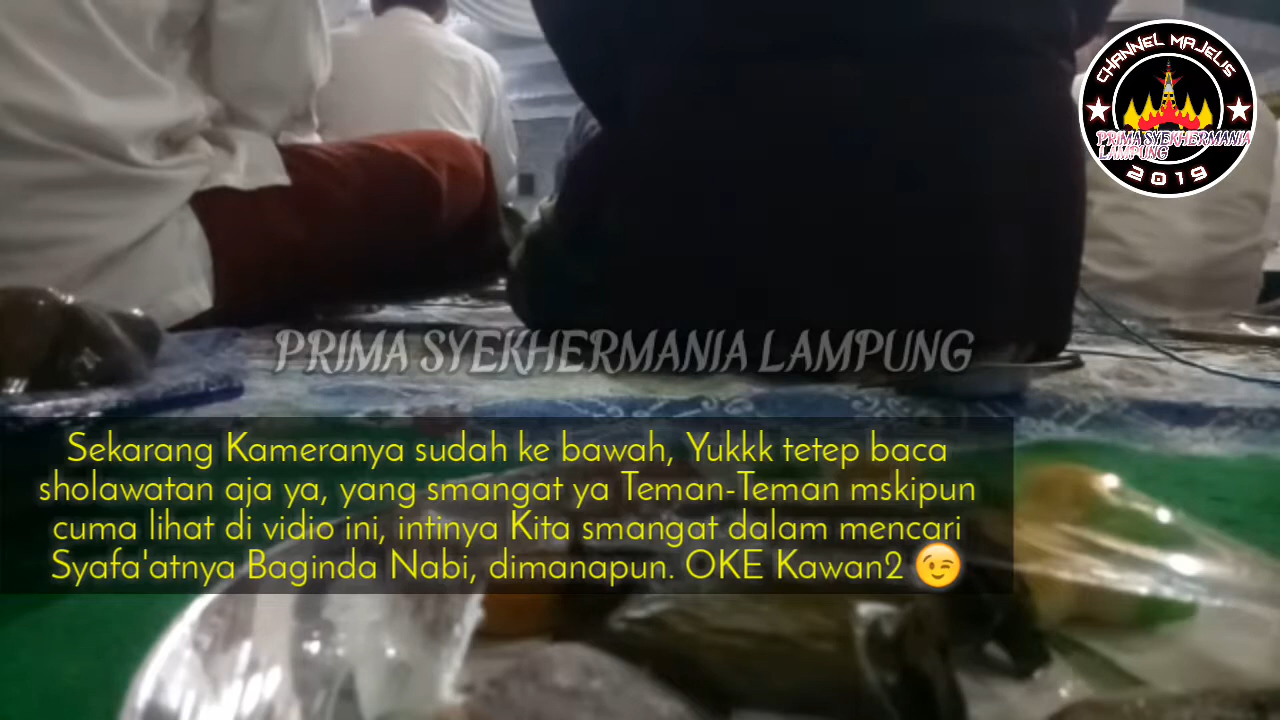 CHANNEL MAJELIS
PRIMA SYEKHERMANIA
LAMPUNG
2019
PRIMA SYEKHERMANIA LAMPUNG
Sekarang Kameranya sudah ke bawah, Yukkk tetep baca
sholawatan aja ya, yang smangat ya Teman-Teman mskipun
cuma lihat di vidio ini, intinya Kita smangat dalam mencari
Syafa'atnya Baginda Nabi, dimanapun. OKE Kawan2 😉